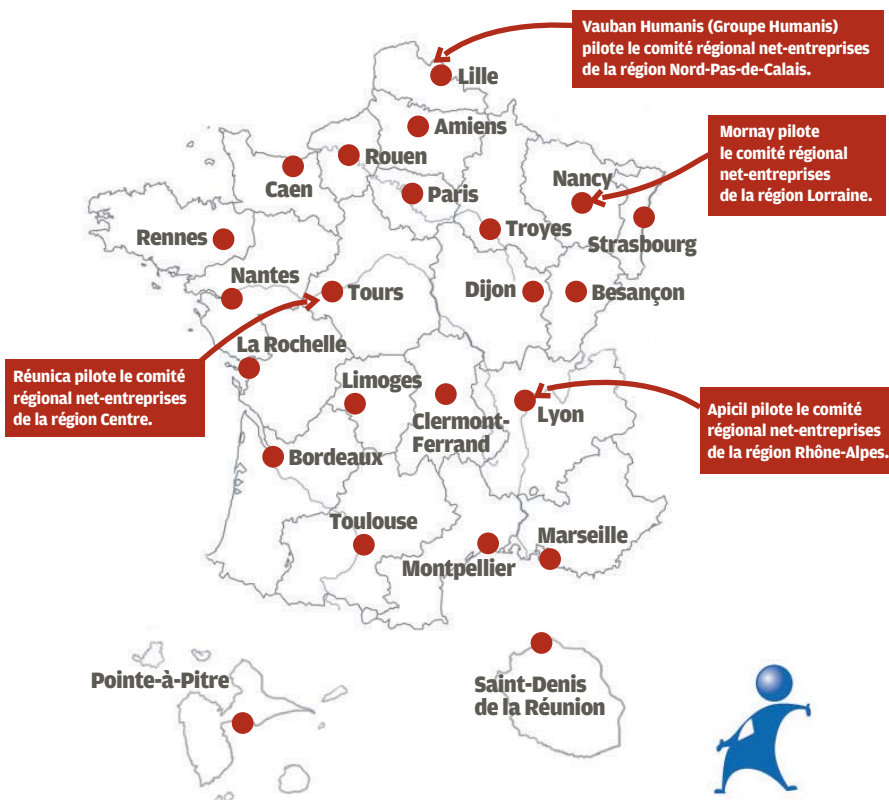 Vauban Humanis (Groupe Humanis)
pilote le comité régional net-entreprises
de la région Nord-Pas-de-Calais.
Lille
Amiens
Mornay pilote
le comité régional
net-entreprises
de la région Lorraine.
Rouen
Caen
Paris
Nancy
Troyes
Strasbourg
Rennes
Nantes
Tours
Dijon
Besançon
La Rochelle
Réunica pilote le comité
régional net-entreprises
de la région Centre.
Limoges
Clermont-
Ferrand
Lyon
Apicil pilote le comité
régional net-entreprises
de la région Rhône-Alpes.
Bordeaux
Toulouse
Montpellier
Marseille
Pointe-à-Pitre
Saint-Denis
de la Réunion